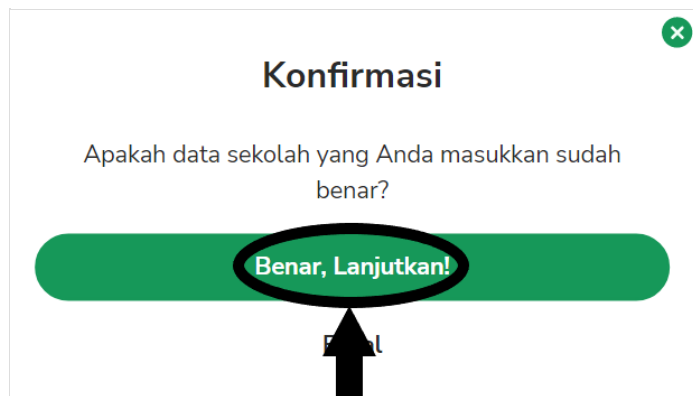 Konfirmasi
Apakah data sekolah yang Anda masukkan sudah
benar?
Benar, Lanjutkan!